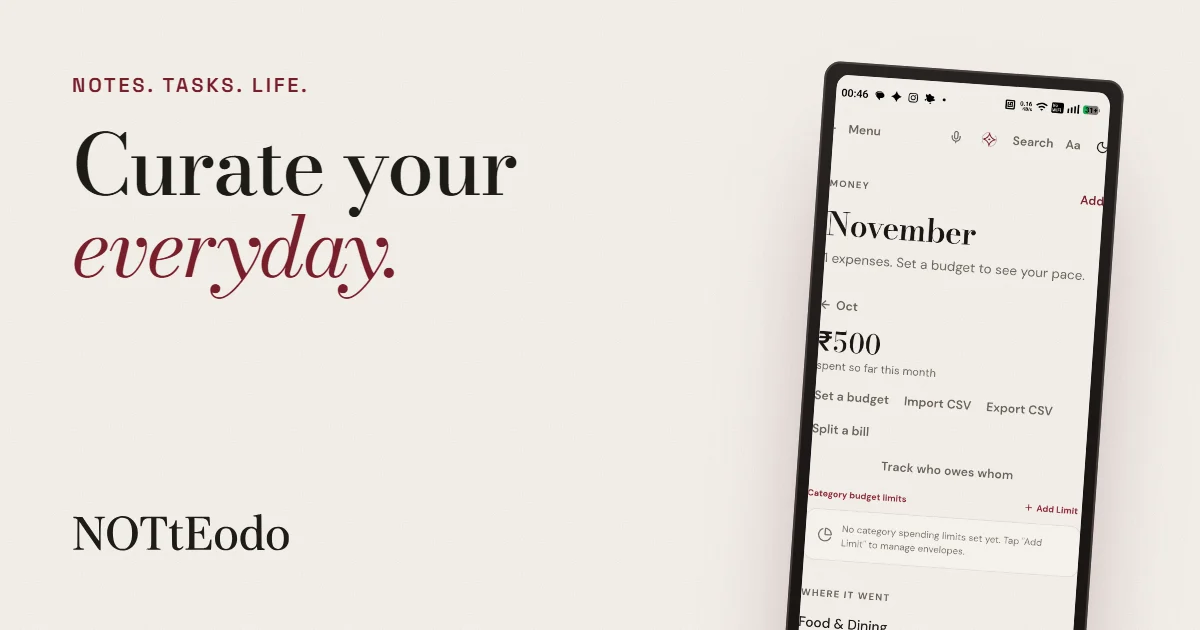 NOTES. TASKS. LIFE.
Curate your
everyday.
NOTtEodo
00:46
Menu
Search Aa
MONEY
Add
November
1 expenses. Set a budget to see your pace.
← Oct
₹500
spent so far this month
Set a budget Import CSV Export CSV
Split a bill
Track who owes whom
Category budget limits
+ Add Limit
No category spending limits set yet. Tap "Add
Limit" to manage envelopes.
WHERE IT WENT
Food & Dining